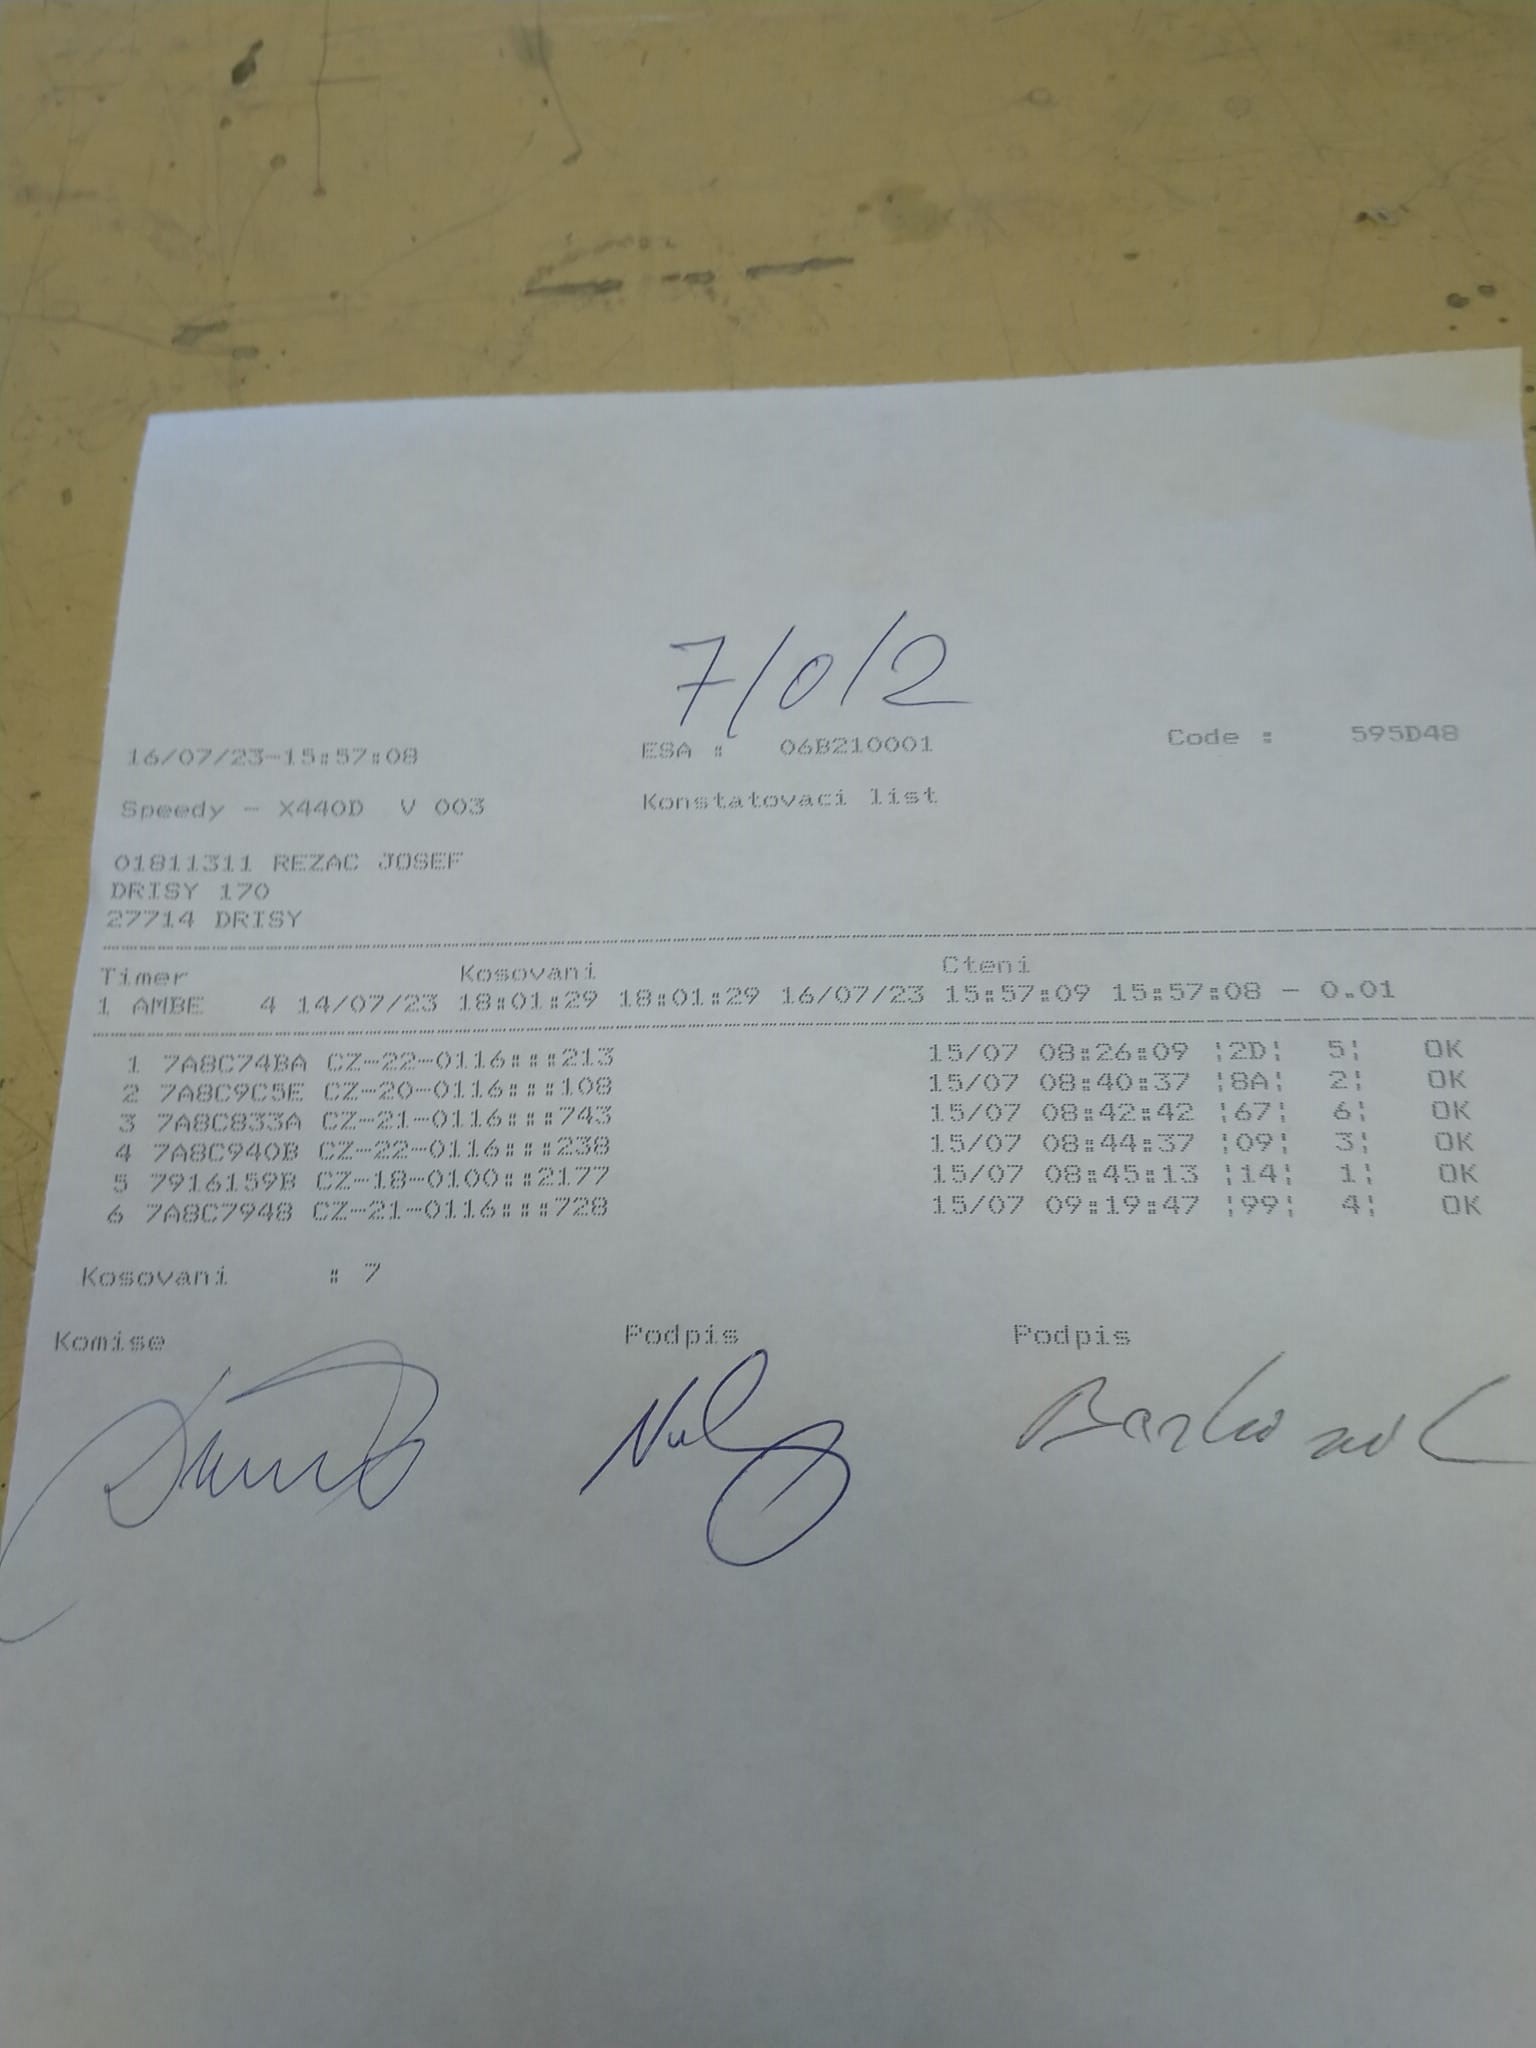 7/0/2
16/07/23-15:57:08 ESA : 06B210001 Code : 595D48
Speedy - X440D V 003 Konstatovaci list
01811311 REZAC JOSEF
DRISY 170
27714 DRISY
Timer Kosovani Cteni
1 AMBE 4 14/07/23 18:01:29 18:01:29 16/07/23 15:57:09 15:57:08 - 0.01
1 7A8C74BA CZ-22-0116:::213 15/07 08:26:09 ¦2D¦ 5¦ OK
2 7A8C9C5E CZ-20-0116:::108 15/07 08:40:37 ¦8A¦ 2¦ OK
3 7A8C833A CZ-21-0116:::743 15/07 08:42:42 ¦67¦ 6¦ OK
4 7A8C940B CZ-22-0116:::238 15/07 08:44:37 ¦09¦ 3¦ OK
5 7916159B CZ-18-0100::2177 15/07 08:45:13 ¦14¦ 1¦ OK
6 7A8C7948 CZ-21-0116:::728 15/07 09:19:47 ¦99¦ 4¦ OK
Kosovani : 7
Komise Podpis Podpis